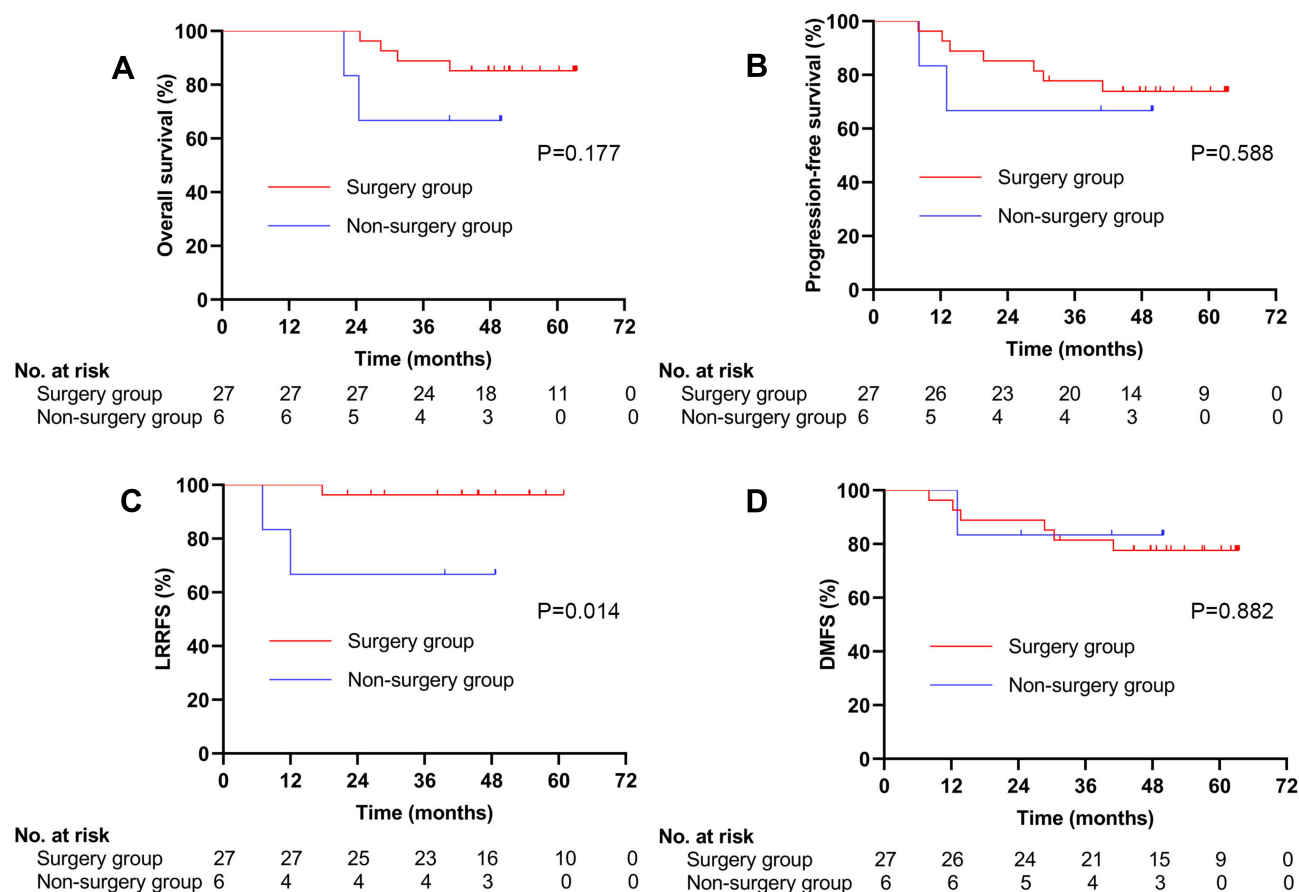 A
Overall survival (%)
100
80
60
40
20
0
P=0.177
Surgery group
Non-surgery group
0 12 24 36 48 60 72
Time (months)
No. at risk
Surgery group 27 27 27 24 18 11 0
Non-surgery group 6 6 5 4 3 0 0
B
Progression-free survival (%)
100
80
60
40
20
0
P=0.588
Surgery group
Non-surgery group
0 12 24 36 48 60 72
Time (months)
No. at risk
Surgery group 27 26 23 20 14 9 0
Non-surgery group 6 5 4 4 3 0 0
C
LRRFS (%)
100
80
60
40
20
0
P=0.014
Surgery group
Non-surgery group
0 12 24 36 48 60 72
Time (months)
No. at risk
Surgery group 27 27 25 23 16 10 0
Non-surgery group 6 4 4 4 3 0 0
D
DMFS (%)
100
80
60
40
20
0
P=0.882
Surgery group
Non-surgery group
0 12 24 36 48 60 72
Time (months)
No. at risk
Surgery group 27 26 24 21 15 9 0
Non-surgery group 6 6 5 4 3 0 0